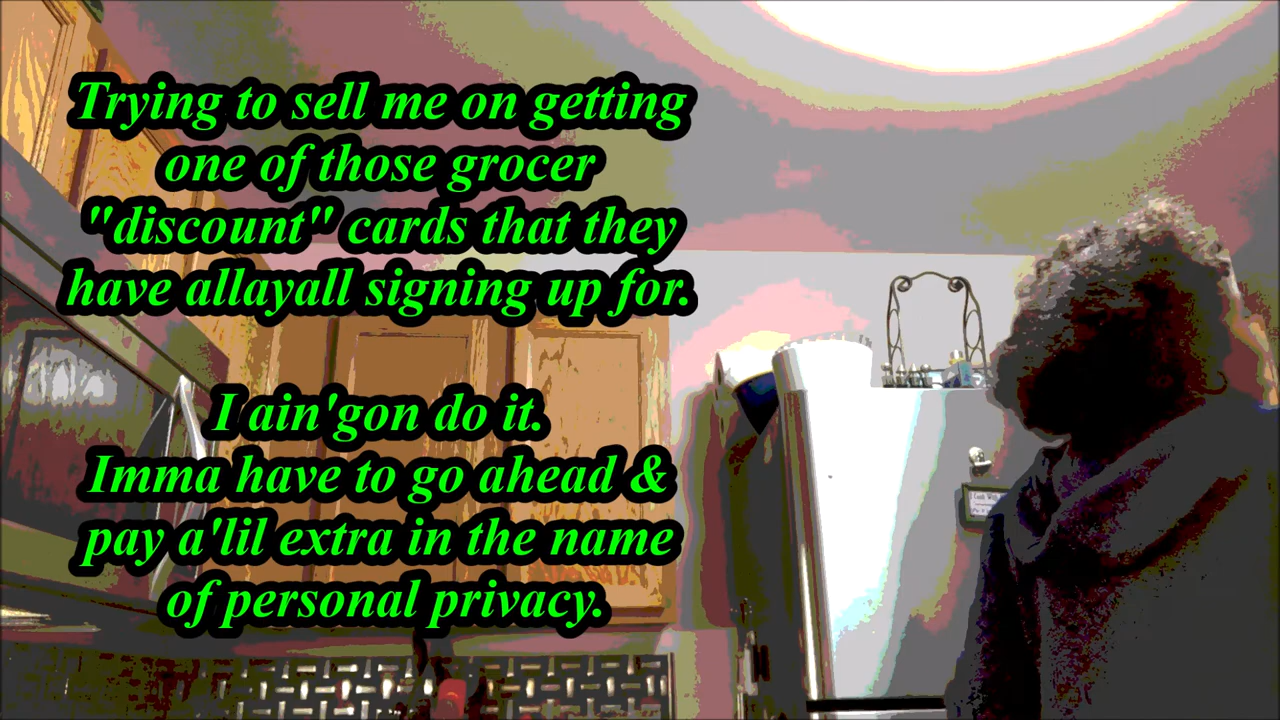 Trying to sell me on getting
one of those grocer
"discount" cards that they
have allayall signing up for.
I ain'gon do it.
Imma have to go ahead &
pay a'lil extra in the name
of personal privacy.